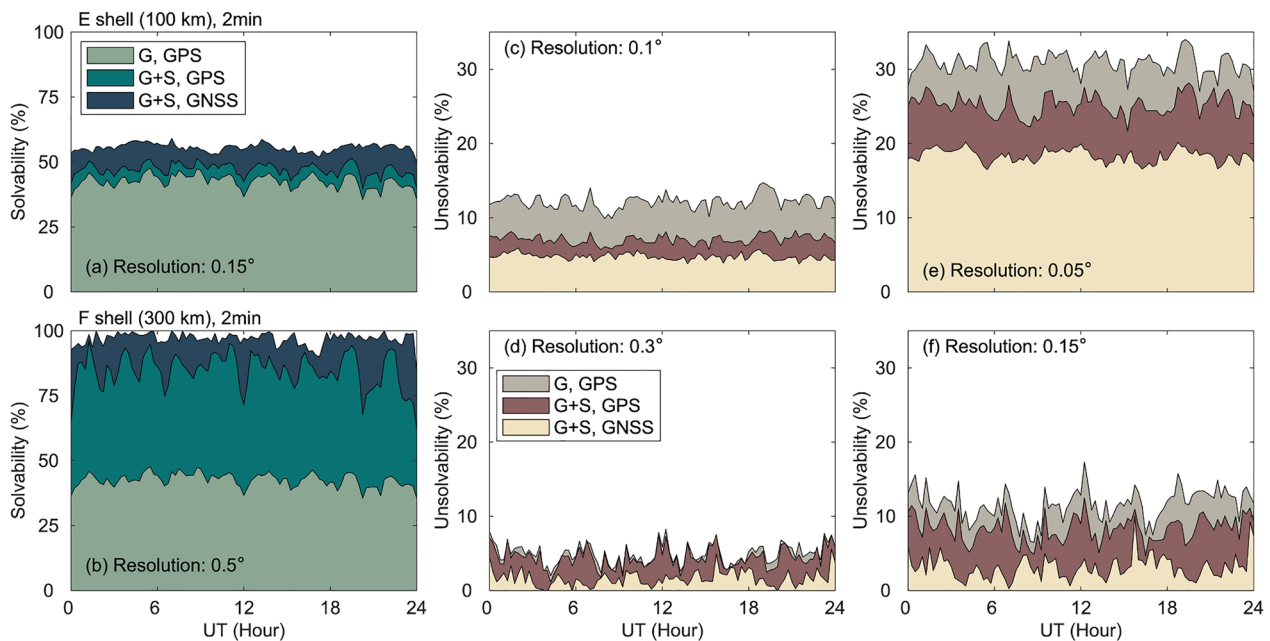 E shell (100 km), 2min
100
75
50
25
0
Solvability (%)
G, GPS
G+S, GPS
G+S, GNSS
(a) Resolution: 0.15°
30
20
10
0
Unsolvability (%)
(c) Resolution: 0.1°
30
20
10
0
Unsolvability (%)
(e) Resolution: 0.05°
F shell (300 km), 2min
100
75
50
25
0
Solvability (%)
(b) Resolution: 0.5°
0 6 12 18 24
UT (Hour)
30
20
10
0
Unsolvability (%)
(d) Resolution: 0.3°
G, GPS
G+S, GPS
G+S, GNSS
0 6 12 18 24
UT (Hour)
30
20
10
0
Unsolvability (%)
(f) Resolution: 0.15°
0 6 12 18 24
UT (Hour)